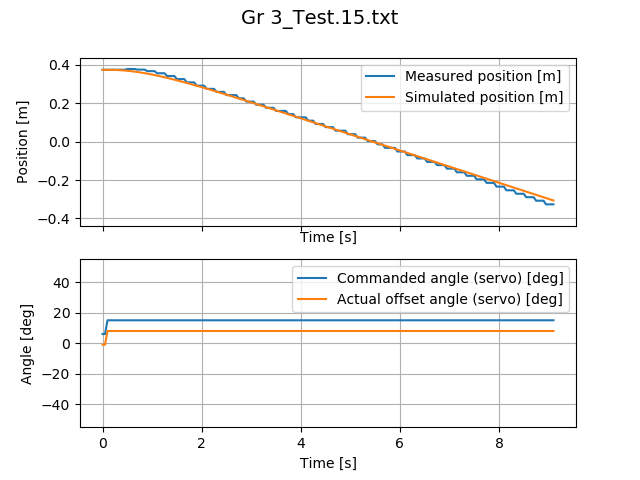 Gr 3_Test.15.txt
0.4
0.2
0.0
−0.2
−0.4
Position [m]
Measured position [m]
Simulated position [m]
Time [s]
40
20
0
−20
−40
Angle [deg]
Commanded angle (servo) [deg]
Actual offset angle (servo) [deg]
0 2 4 6 8
Time [s]